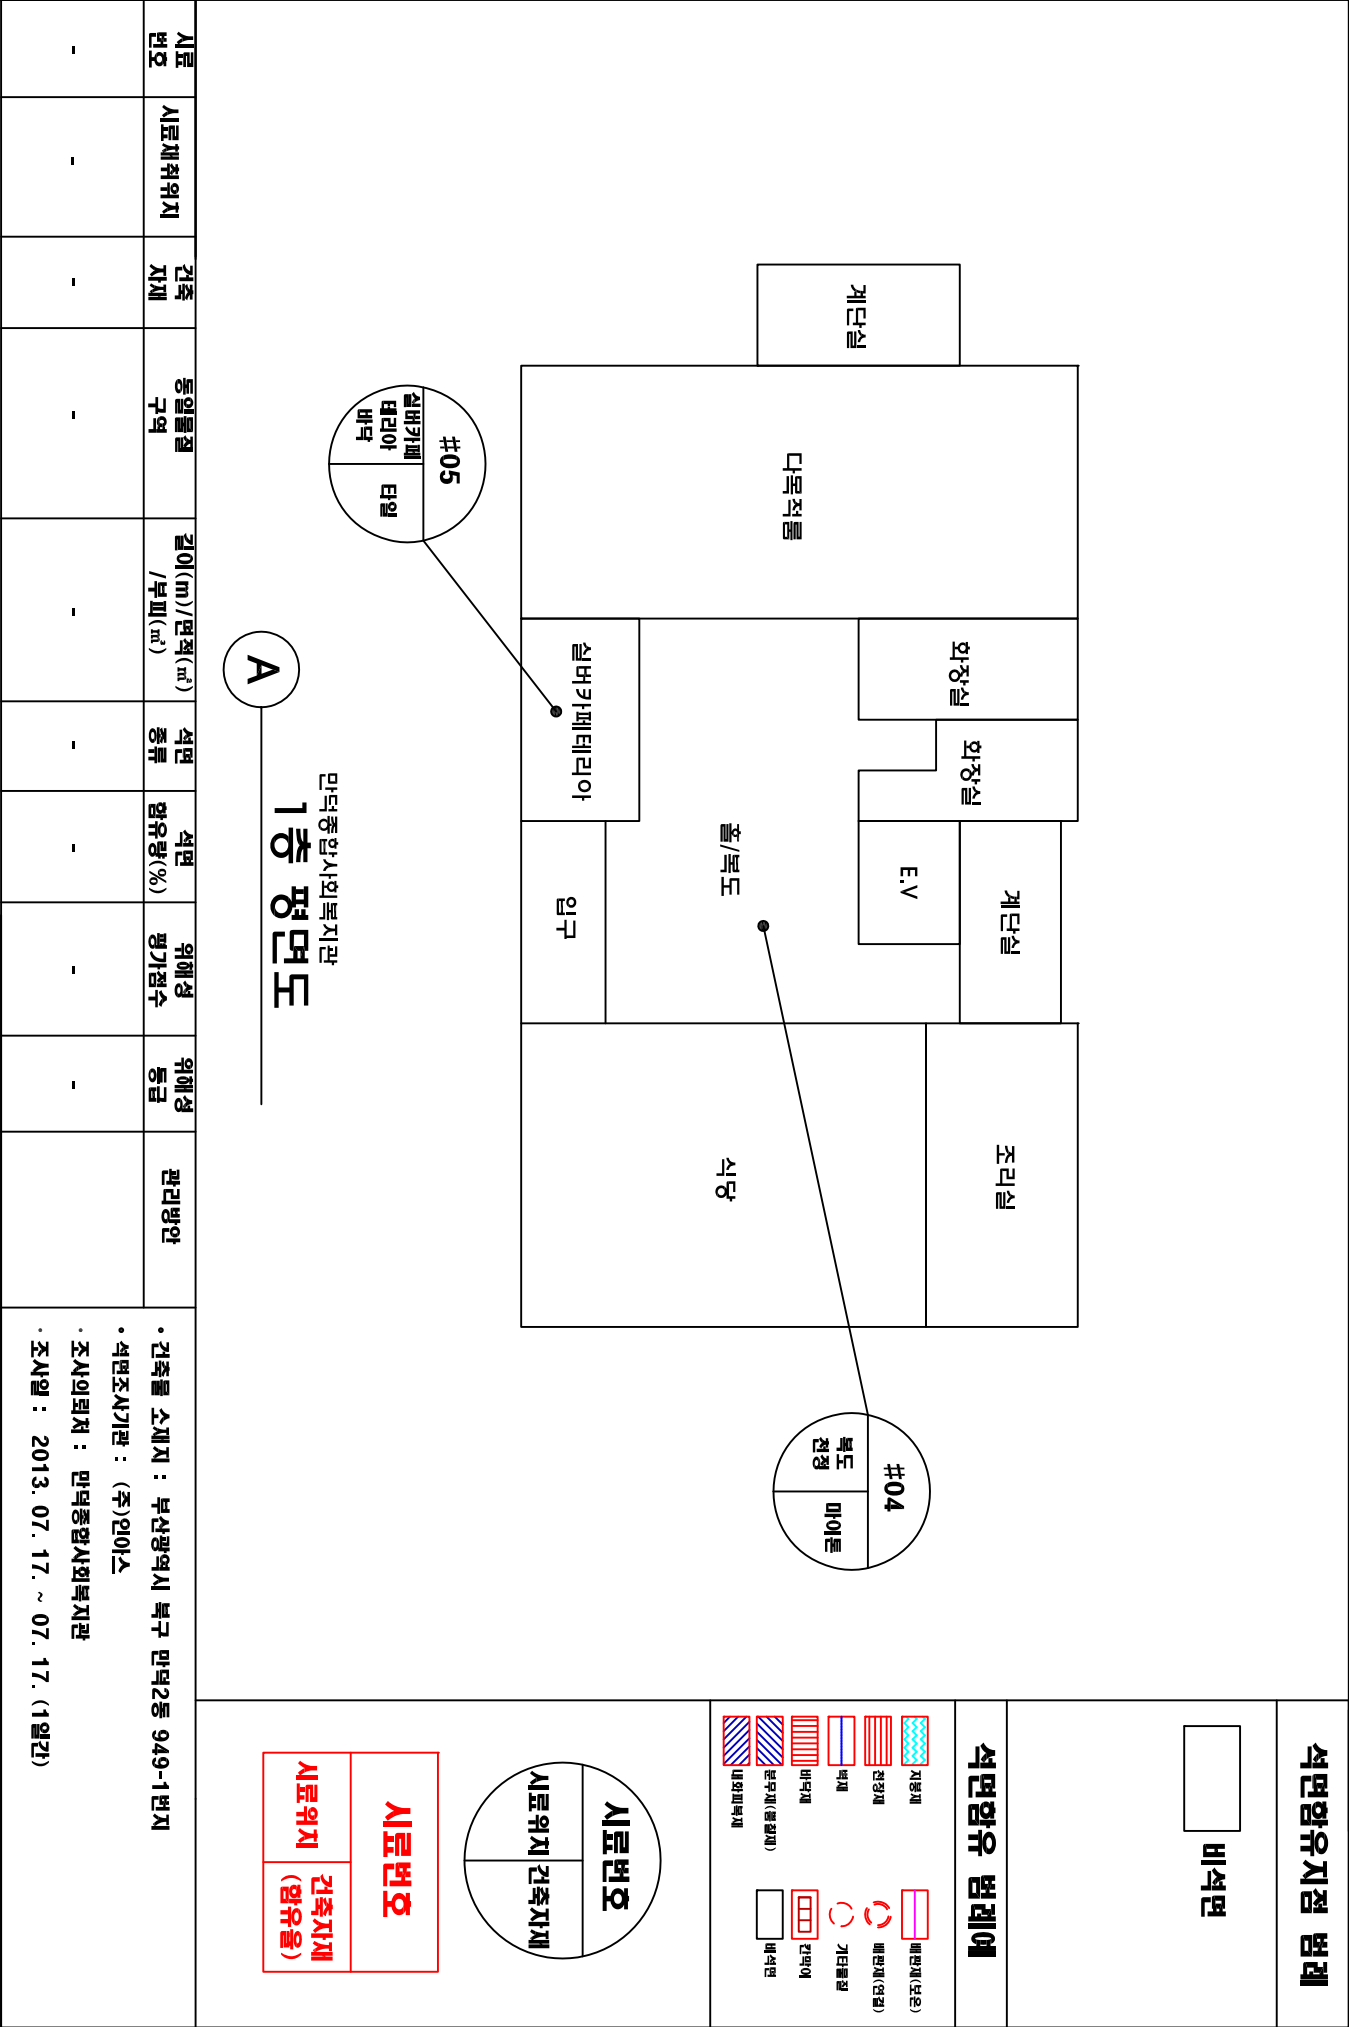 석면함유지점 범례
비석면
석면함유 범례예
지붕재
배관재(보온)
천장재
배관재(연결)
벽재
기타물질
바닥재
칸막이
분무재(뿜칠재)
비석면
내화피복재
시료번호
시료위치
건축자재
시료번호
시료위치
건축자재
(함유율)
계단실
다목적룸
화장실
화장실
실버카페테리아
홀/복도
E.V
계단실
입구
식당
조리실
#05
실버카페
테리아
바닥
타일
#04
복도
천정
마이톤
A
만덕종합사회복지관
1층 평면도
시료
번호
시료채취위치
건축
자재
동일물질
구역
길이(m)/면적(㎡)
/부피(㎥)
석면
종류
석면
함유량(%)
위해성
평가점수
위해성
등급
관리방안
- - - - - - - - -
• 건축물 소재지 : 부산광역시 북구 만덕2동 949-1번지
• 석면조사기관 : (주)인아스
· 조사의뢰처 : 만덕종합사회복지관
· 조사일 : 2013. 07. 17. ~ 07. 17. (1일간)